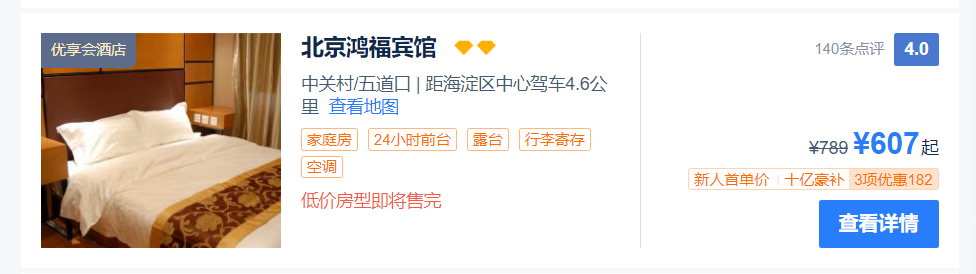 优享会酒店
北京鸿福宾馆
中关村/五道口 | 距海淀区中心驾车4.6公
里 查看地图
家庭房 24小时前台 露台 行李寄存
空调
低价房型即将售完
140条点评 4.0
¥789 ¥607起
新人首单价 | 十亿豪补 3项优惠182
查看详情